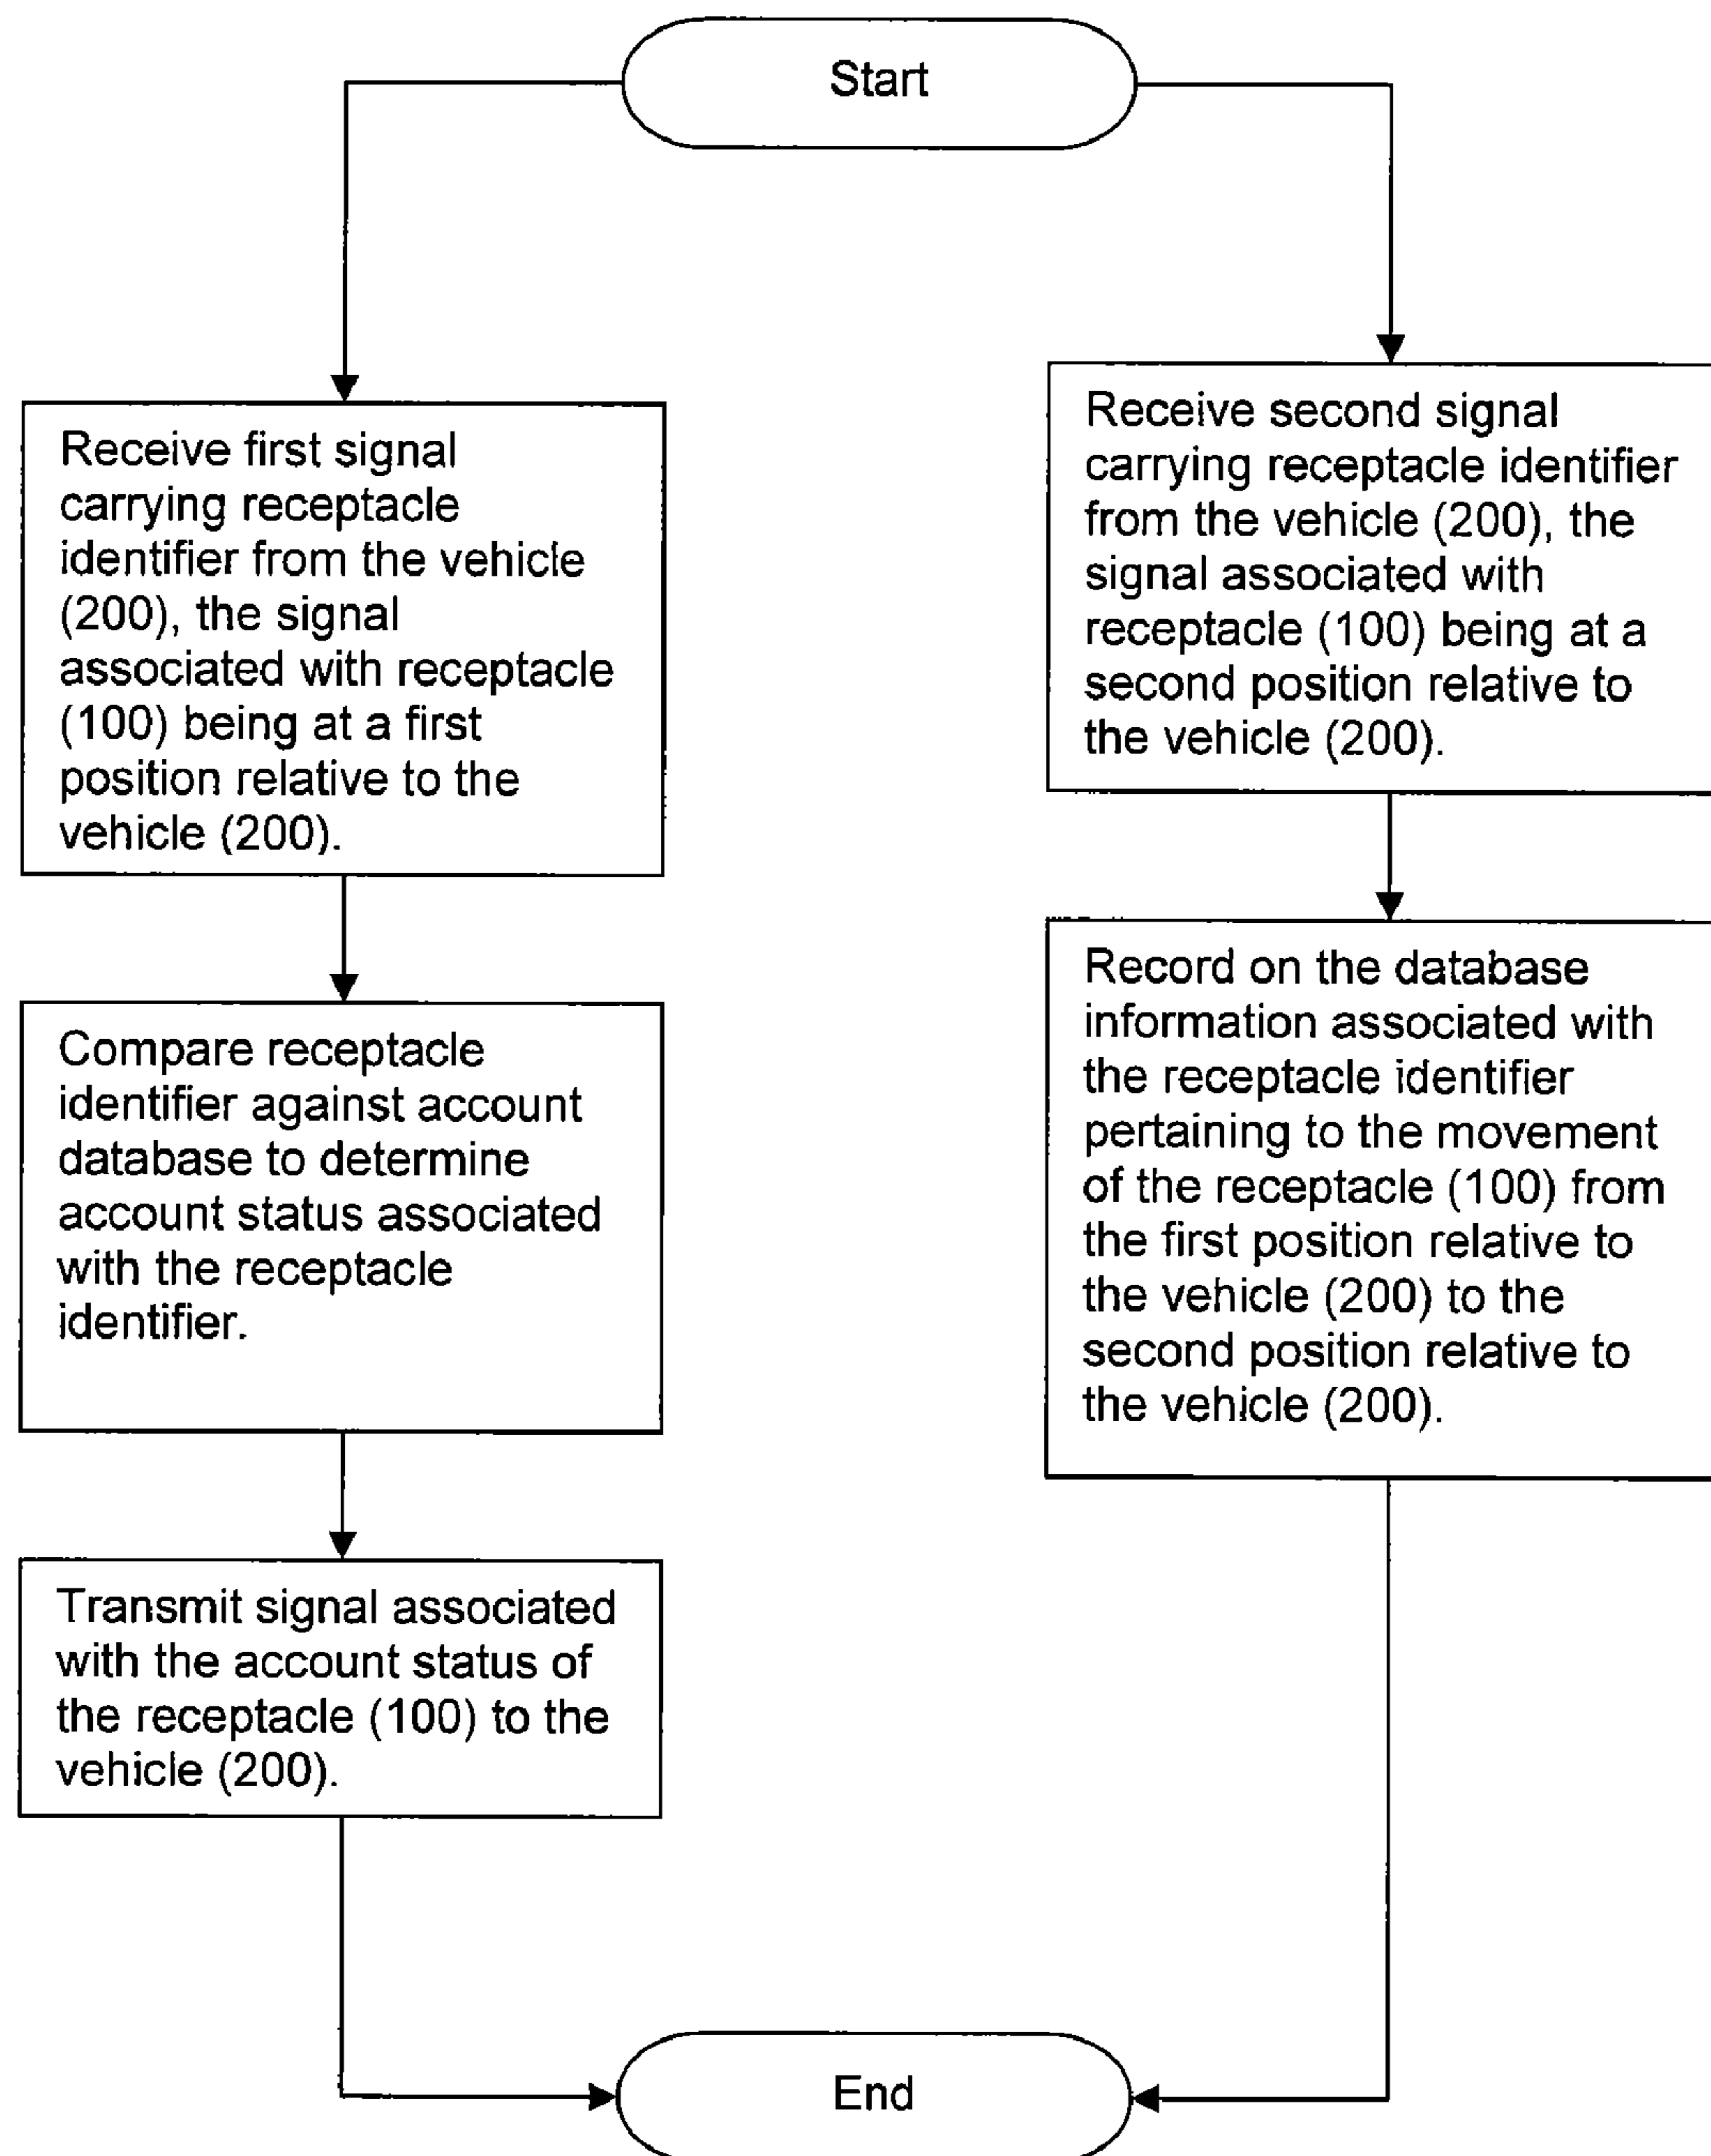 Start
Receive first signal
carrying receptacle
identifier from the vehicle
(200), the signal
associated with receptacle
(100) being at a first
position relative to the
vehicle (200).
Compare receptacle
identifier against account
database to determine
account status associated
with the receptacle
identifier.
Transmit signal associated
with the account status of
the receptacle (100) to the
vehicle (200).
Receive second signal
carrying receptacle identifier
from the vehicle (200), the
signal associated with
receptacle (100) being at a
second position relative to
the vehicle (200).
Record on the database
information associated with
the receptacle identifier
pertaining to the movement
of the receptacle (100) from
the first position relative to
the vehicle (200) to the
second position relative to
the vehicle (200).
End